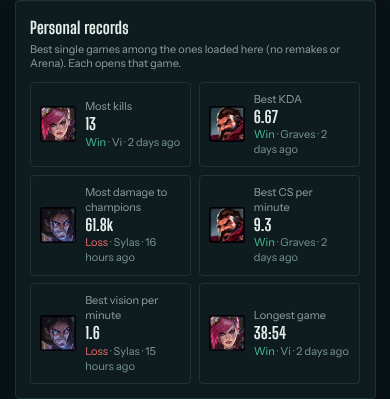 Personal records
Best single games among the ones loaded here (no remakes or
Arena). Each opens that game.
Most kills
13
Win · Vi · 2 days ago
Best KDA
6.67
Win · Graves · 2
days ago
Most damage to
champions
61.8k
Loss · Sylas · 16
hours ago
Best CS per
minute
9.3
Win · Graves · 2
days ago
Best vision per
minute
1.6
Loss · Sylas · 15
hours ago
Longest game
38:54
Win · Vi · 2 days ago